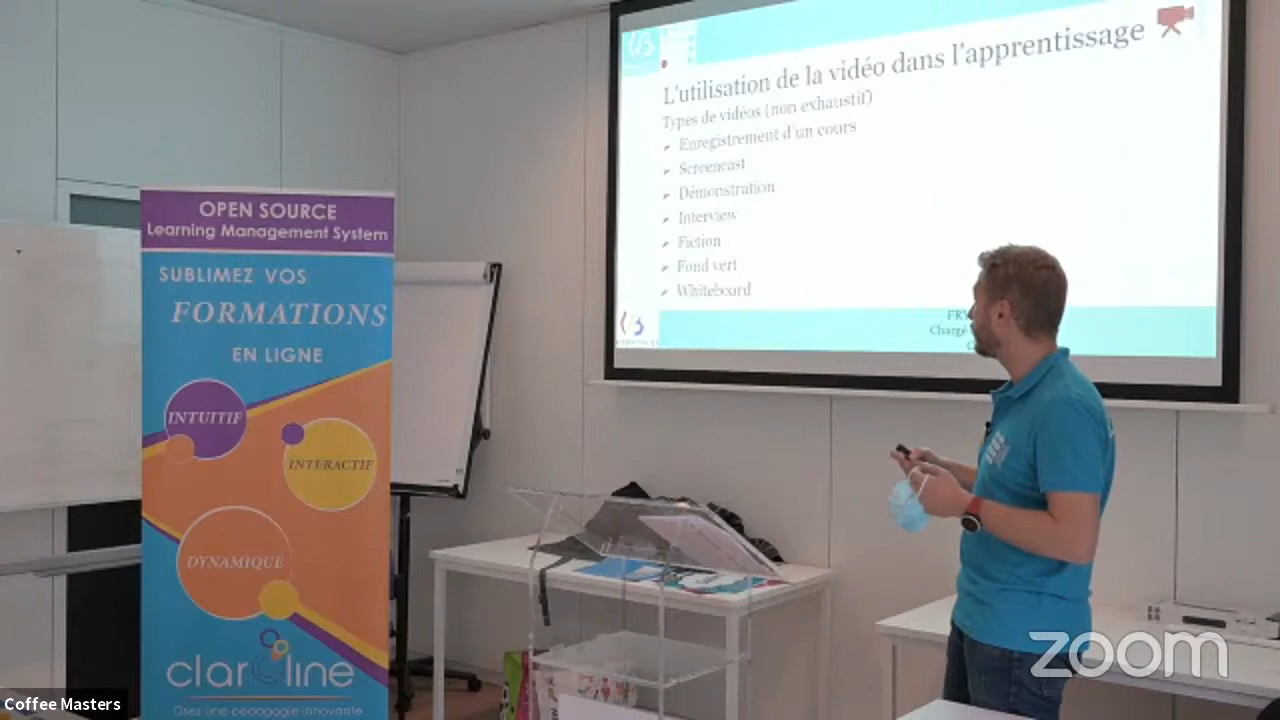 L'utilisation de la vidéo dans l'apprentissage
Types de vidéos (non exhaustif)
Enregistrement d'un cours
Screencast
Démonstration
Interview
Fiction
Fond vert
Whiteboard
Chargé
OPEN SOURCE
Learning Management System
SUBLIMEZ VOS
FORMATIONS
EN LIGNE
INTUITIF
INTERACTIF
DYNAMIQUE
claroline
Osez une pédagogie innovante
zoom
Coffee Masters